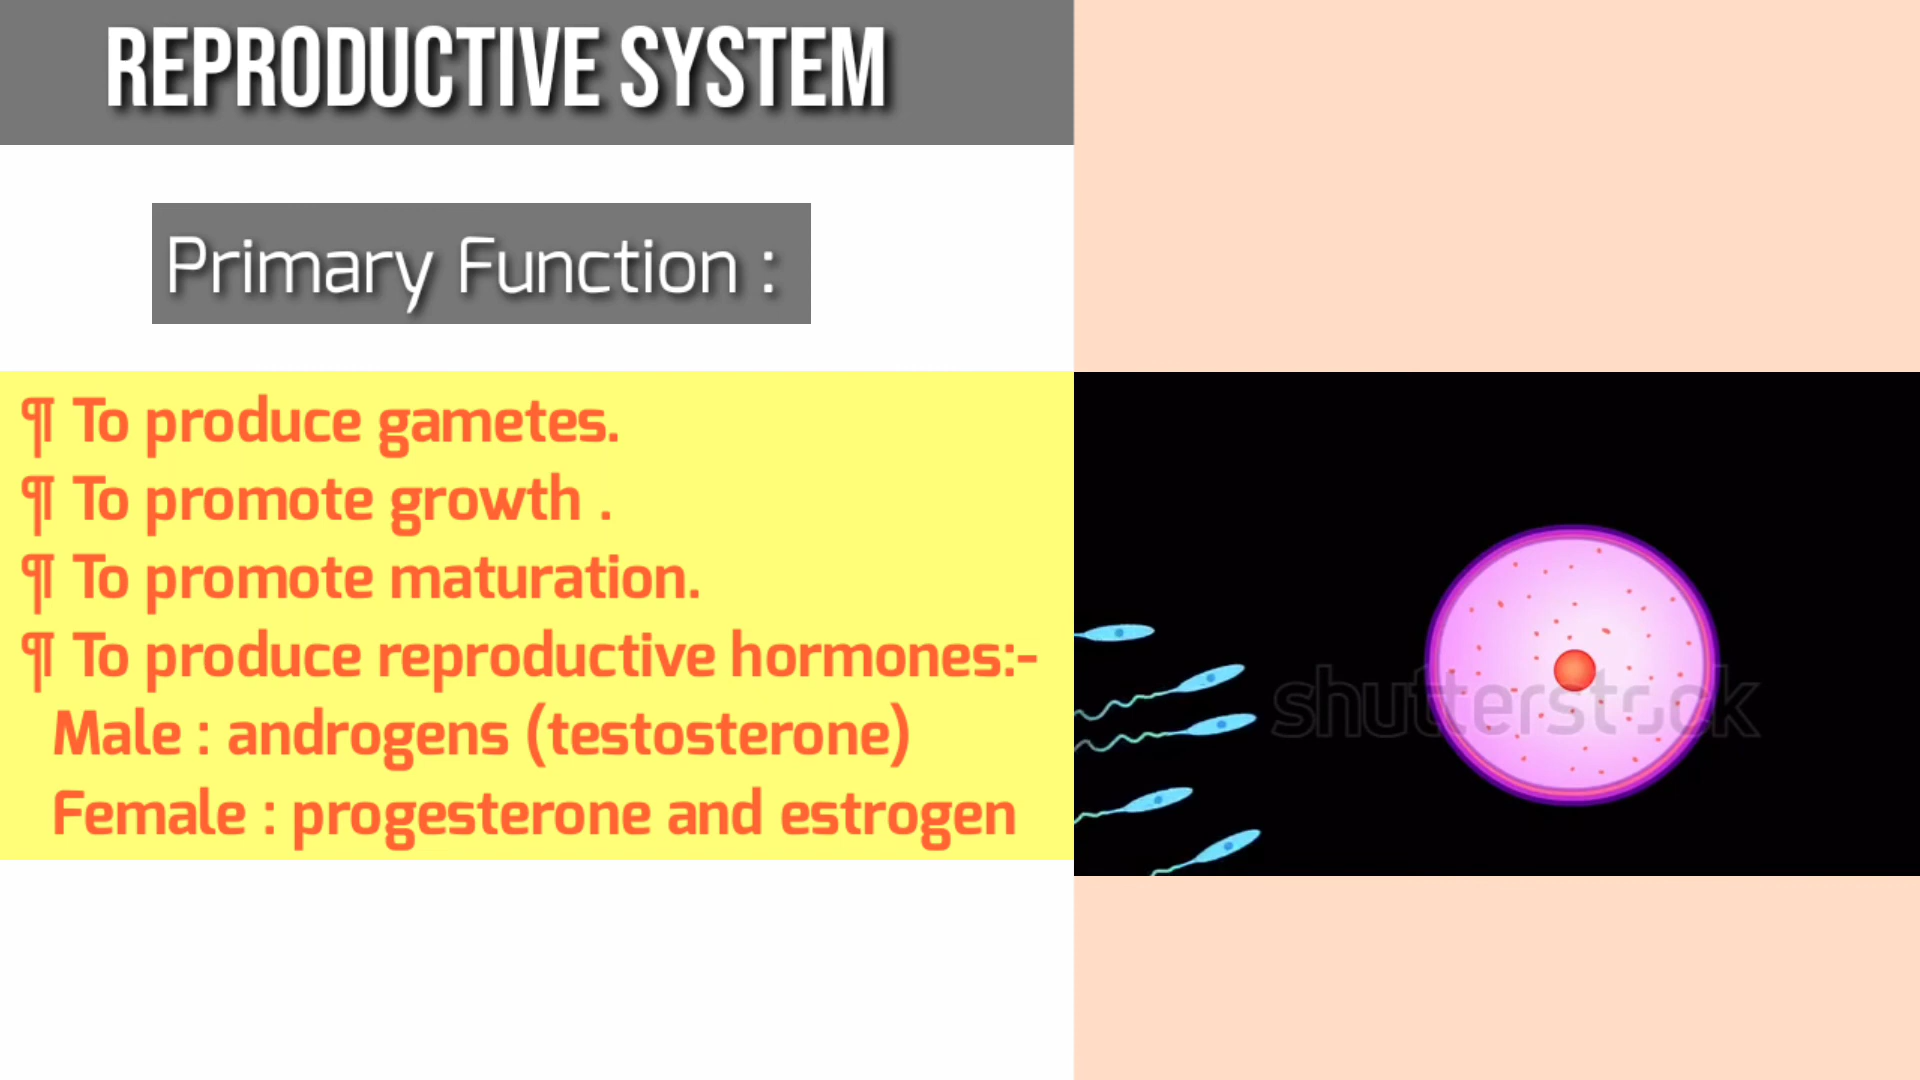 REPRODUCTIVE SYSTEM
Primary Function :
¶ To produce gametes.
¶ To promote growth .
¶ To promote maturation.
¶ To produce reproductive hormones:-
Male : androgens (testosterone)
Female : progesterone and estrogen
shutterstock